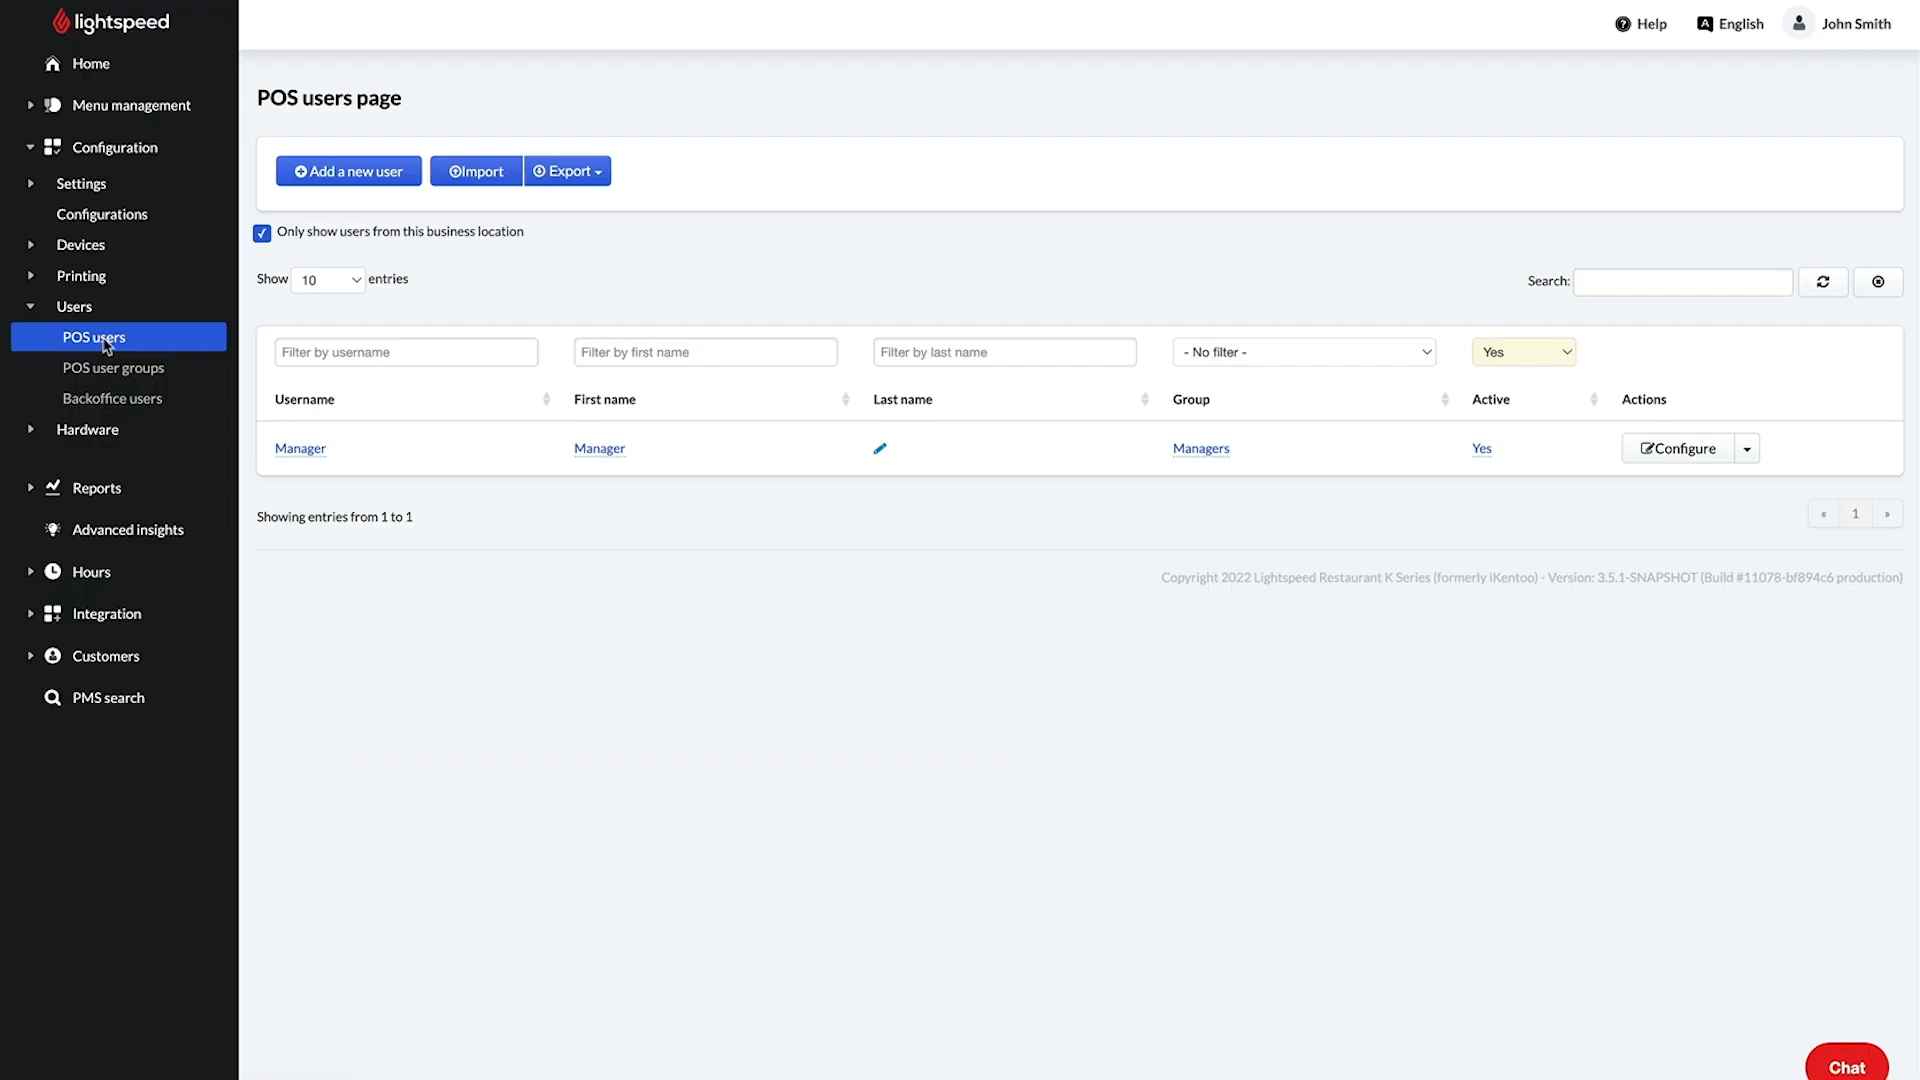 lightspeed
Help
English
John Smith
Home
Menu management
Configuration
Settings
Configurations
Devices
Printing
Users
POS users
POS user groups
Backoffice users
Hardware
Reports
Advanced insights
Hours
Integration
Customers
PMS search
POS users page
Add a new user
Import
Export
Only show users from this business location
Show 10 entries
Search:
Filter by username
Filter by first name
Filter by last name
- No filter -
Yes
Username
First name
Last name
Group
Active
Actions
Manager
Manager
Managers
Yes
Configure
Showing entries from 1 to 1
« 1 »
Copyright 2022 Lightspeed Restaurant K Series (formerly iKentoo) - Version: 3.5.1-SNAPSHOT (Build #11078-bf894c6 production)
Chat